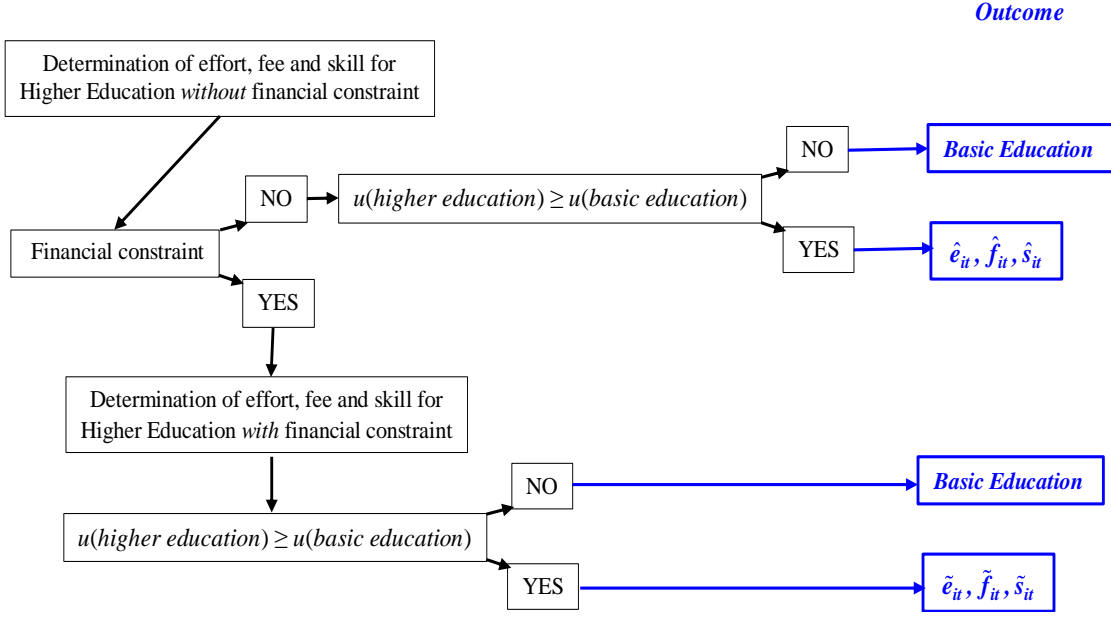 Outcome
Determination of effort, fee and skill for
Higher Education without financial constraint
NO
Basic Education
NO
u(higher education) ≥ u(basic education)
Financial constraint
YES
ê_it, f̂_it, ŝ_it
YES
Determination of effort, fee and skill for
Higher Education with financial constraint
NO
Basic Education
u(higher education) ≥ u(basic education)
YES
ẽ_it, f̃_it, s̃_it